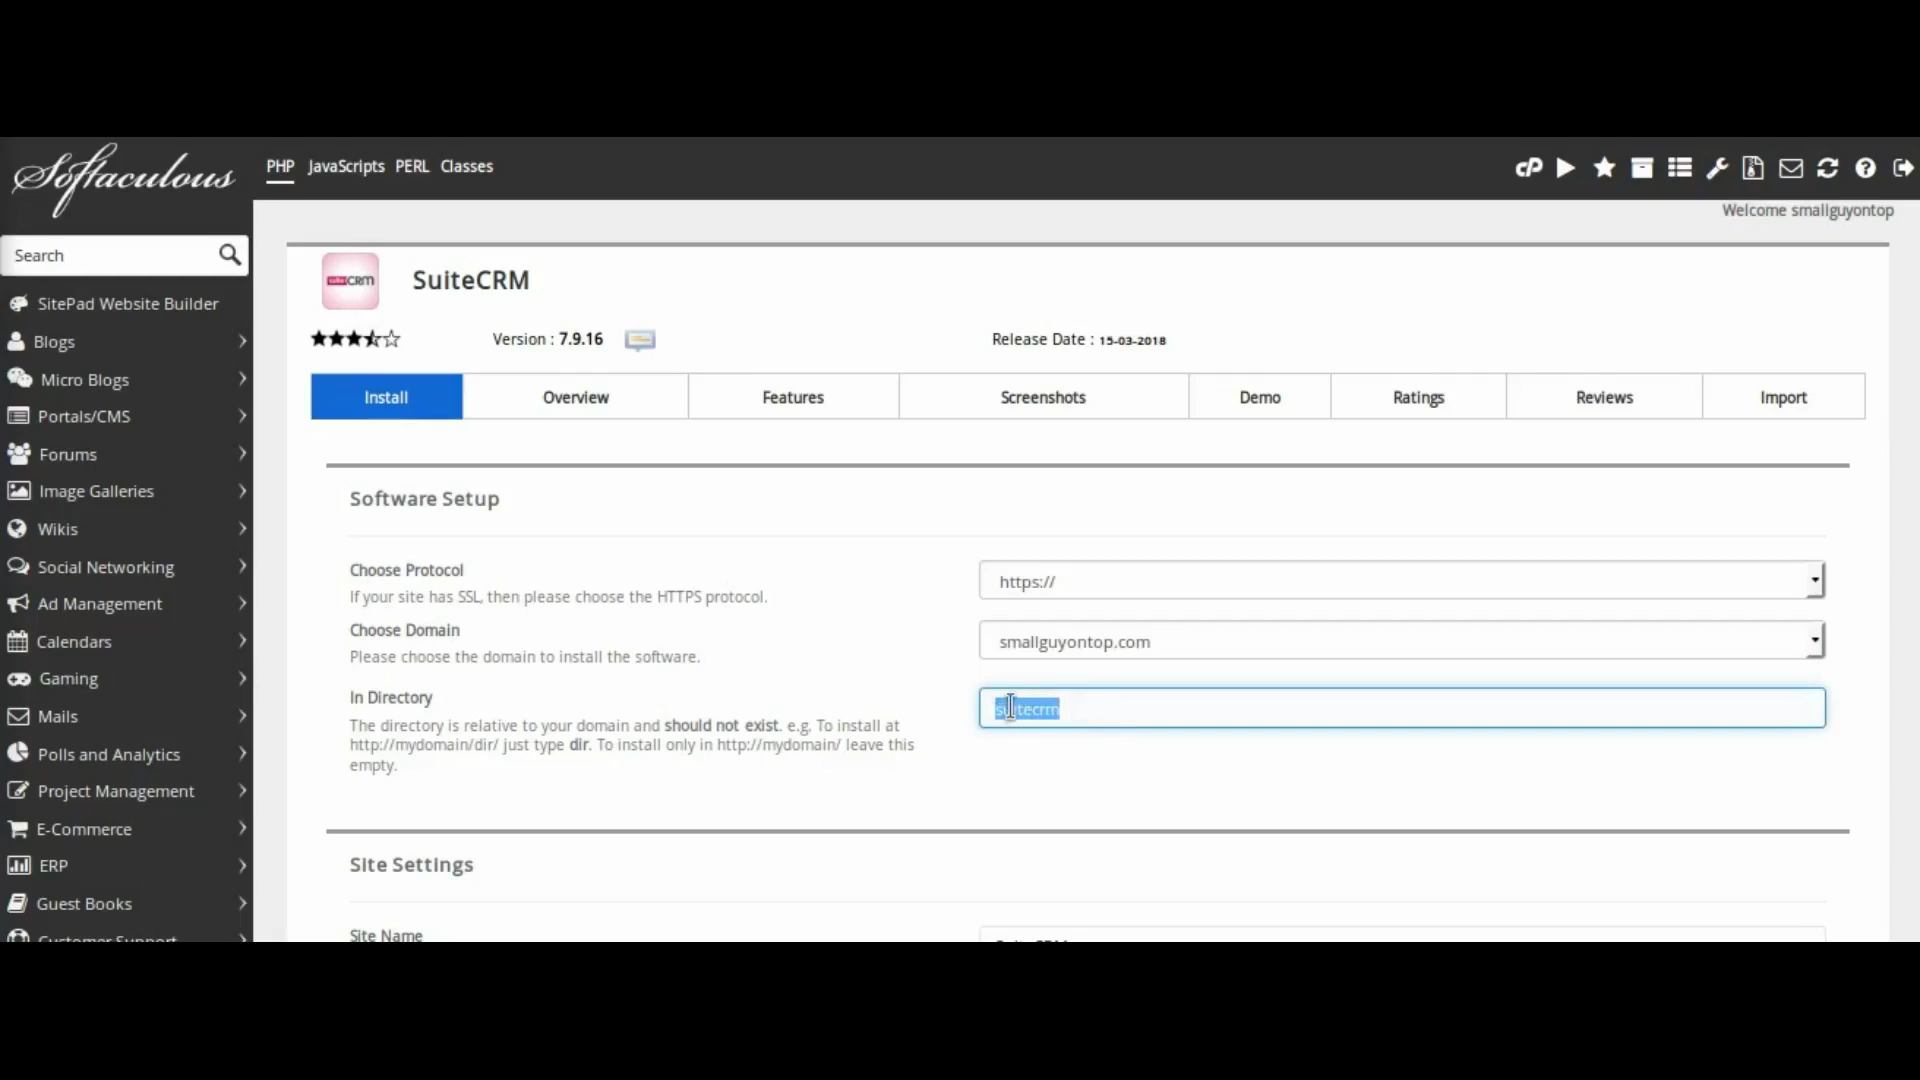 Softaculous
PHP JavaScripts PERL Classes
Welcome smallguyontop
Search
SitePad Website Builder
Blogs
Micro Blogs
Portals/CMS
Forums
Image Galleries
Wikis
Social Networking
Ad Management
Calendars
Gaming
Mails
Polls and Analytics
Project Management
E-Commerce
ERP
Guest Books
Customer Support
suiteCRM
SuiteCRM
Version : 7.9.16
Release Date : 15-03-2018
Install Overview Features Screenshots Demo Ratings Reviews Import
Software Setup
Choose Protocol
If your site has SSL, then please choose the HTTPS protocol.
https://
Choose Domain
Please choose the domain to install the software.
smallguyontop.com
In Directory
The directory is relative to your domain and should not exist. e.g. To install at
http://mydomain/dir/ just type dir. To install only in http://mydomain/ leave this
empty.
suitecrm
Site Settings
Site Name